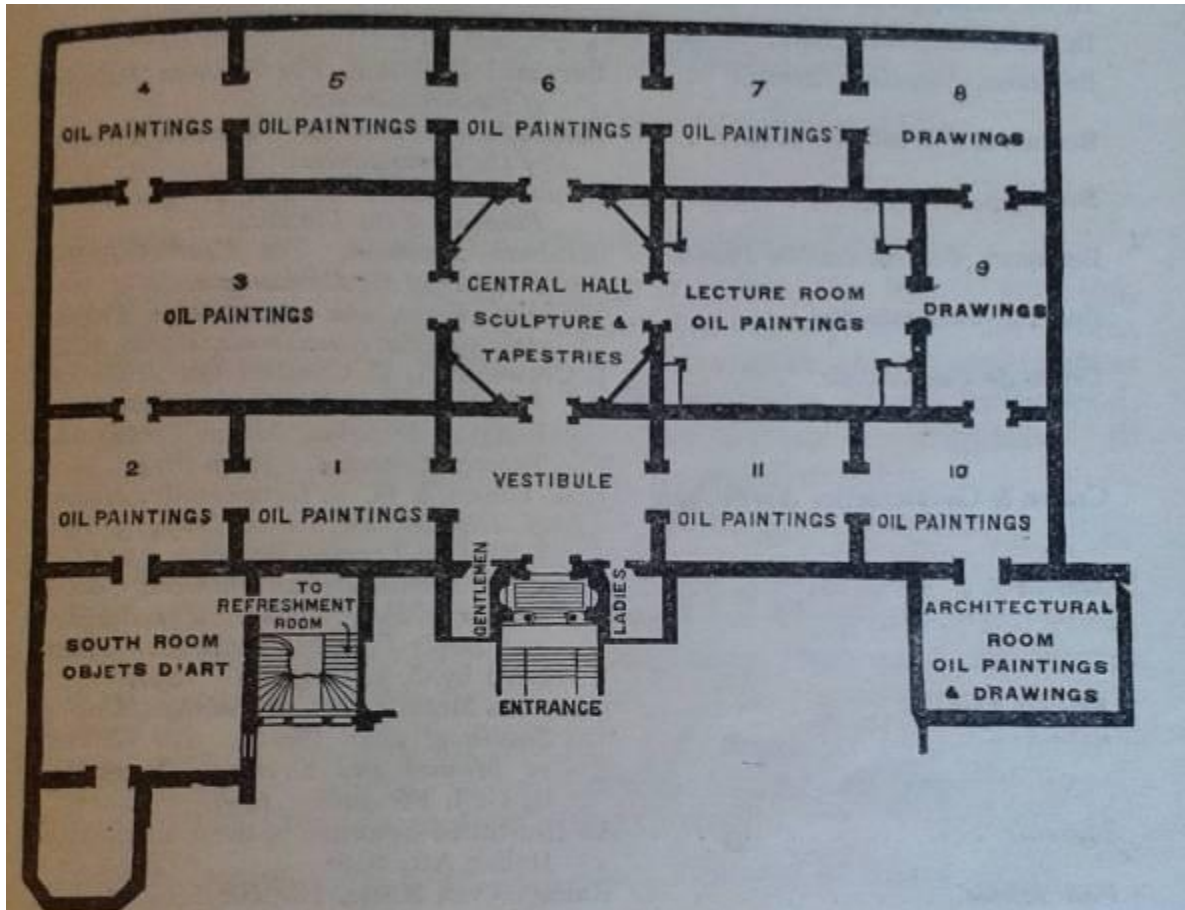 4
OIL PAINTINGS
5
OIL PAINTINGS
6
OIL PAINTINGS
7
OIL PAINTINGS
8
DRAWINGS
3
OIL PAINTINGS
CENTRAL HALL
SCULPTURE &
TAPESTRIES
LECTURE ROOM
OIL PAINTINGS
9
DRAWINGS
2
OIL PAINTINGS
1
OIL PAINTINGS
VESTIBULE
11
OIL PAINTINGS
10
OIL PAINTINGS
SOUTH ROOM
OBJETS D'ART
TO
REFRESHMENT
ROOM
GENTLEMEN
LADIES
ENTRANCE
ARCHITECTURAL
ROOM
OIL PAINTINGS
& DRAWINGS